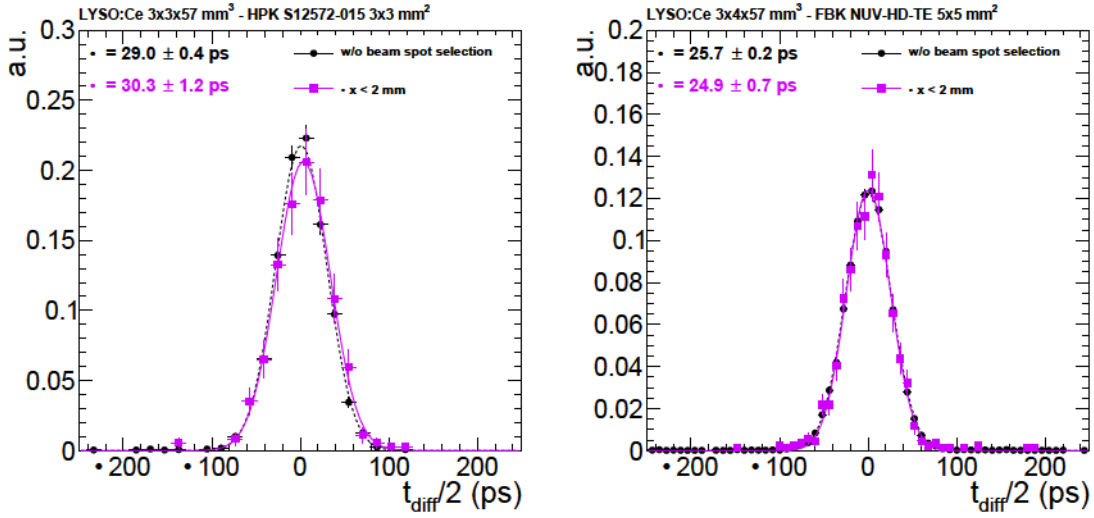 LYSO:Ce 3x3x57 mm³ - HPK S12572-015 3x3 mm²
a.u.
• = 29.0 ± 0.4 ps
• = 30.3 ± 1.2 ps
w/o beam spot selection
• x < 2 mm
0.3
0.25
0.2
0.15
0.1
0.05
0
• 200 • 100 0 100 200
t_diff/2 (ps)
LYSO:Ce 3x4x57 mm³ - FBK NUV-HD-TE 5x5 mm²
a.u.
• = 25.7 ± 0.2 ps
• = 24.9 ± 0.7 ps
w/o beam spot selection
• x < 2 mm
0.2
0.18
0.16
0.14
0.12
0.1
0.08
0.06
0.04
0.02
0
• 200 • 100 0 100 200
t_diff/2 (ps)